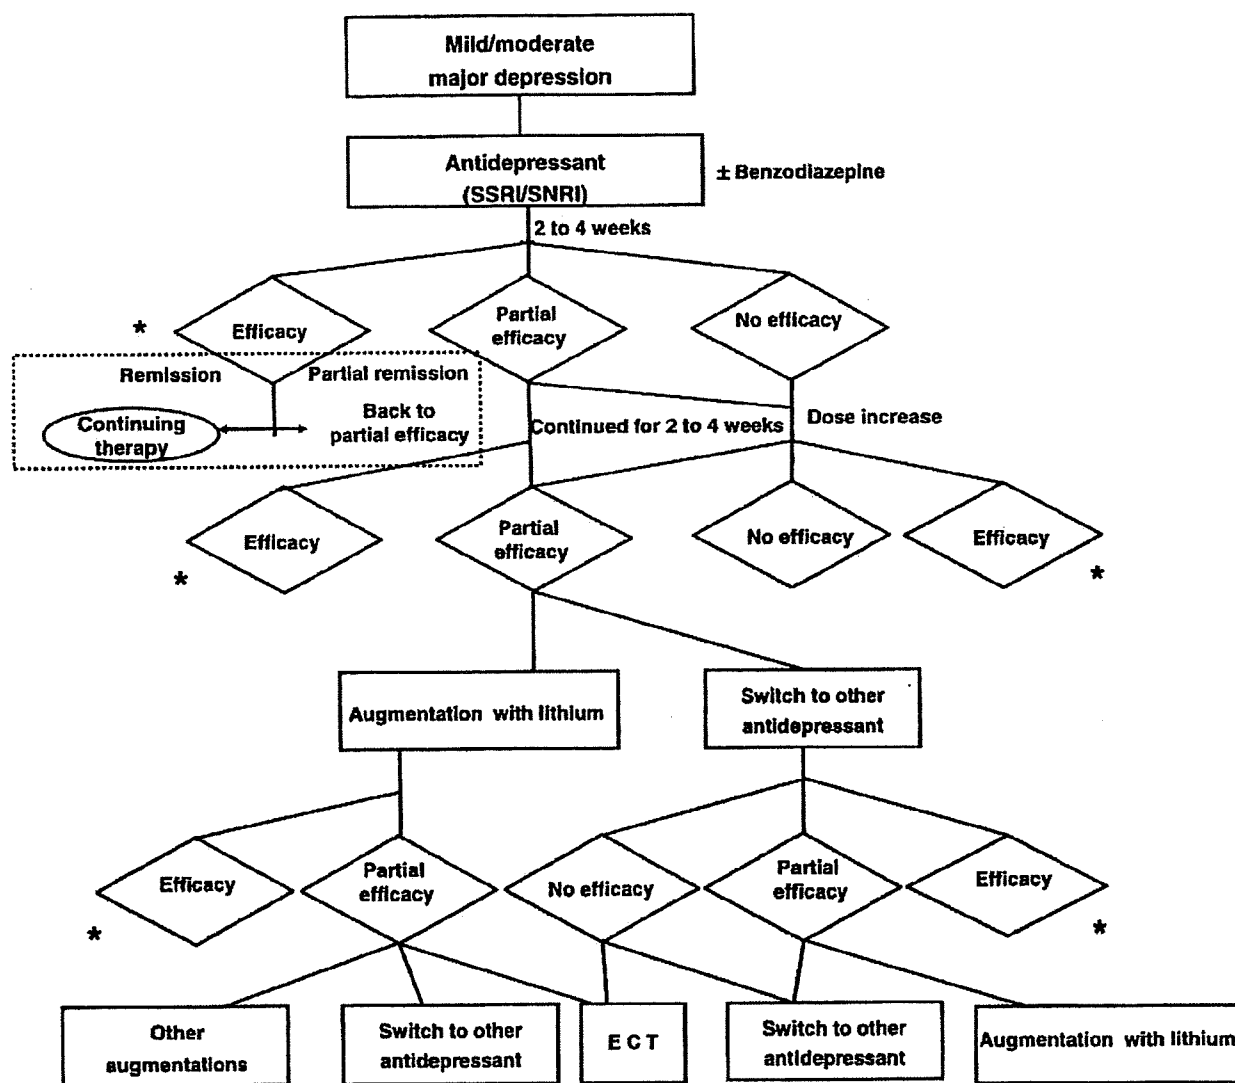 Mild/moderate
major depression
Antidepressant
(SSRI/SNRI)
± Benzodiazepine
2 to 4 weeks
*
Efficacy
Partial
efficacy
No efficacy
Remission
Partial remission
Continuing
therapy
Back to
partial efficacy
Continued for 2 to 4 weeks
Dose increase
Efficacy
*
Partial
efficacy
No efficacy
Efficacy
*
Augmentation with lithium
Switch to other
antidepressant
Efficacy
*
Partial
efficacy
No efficacy
Partial
efficacy
Efficacy
*
Other
augmentations
Switch to other
antidepressant
E C T
Switch to other
antidepressant
Augmentation with lithium